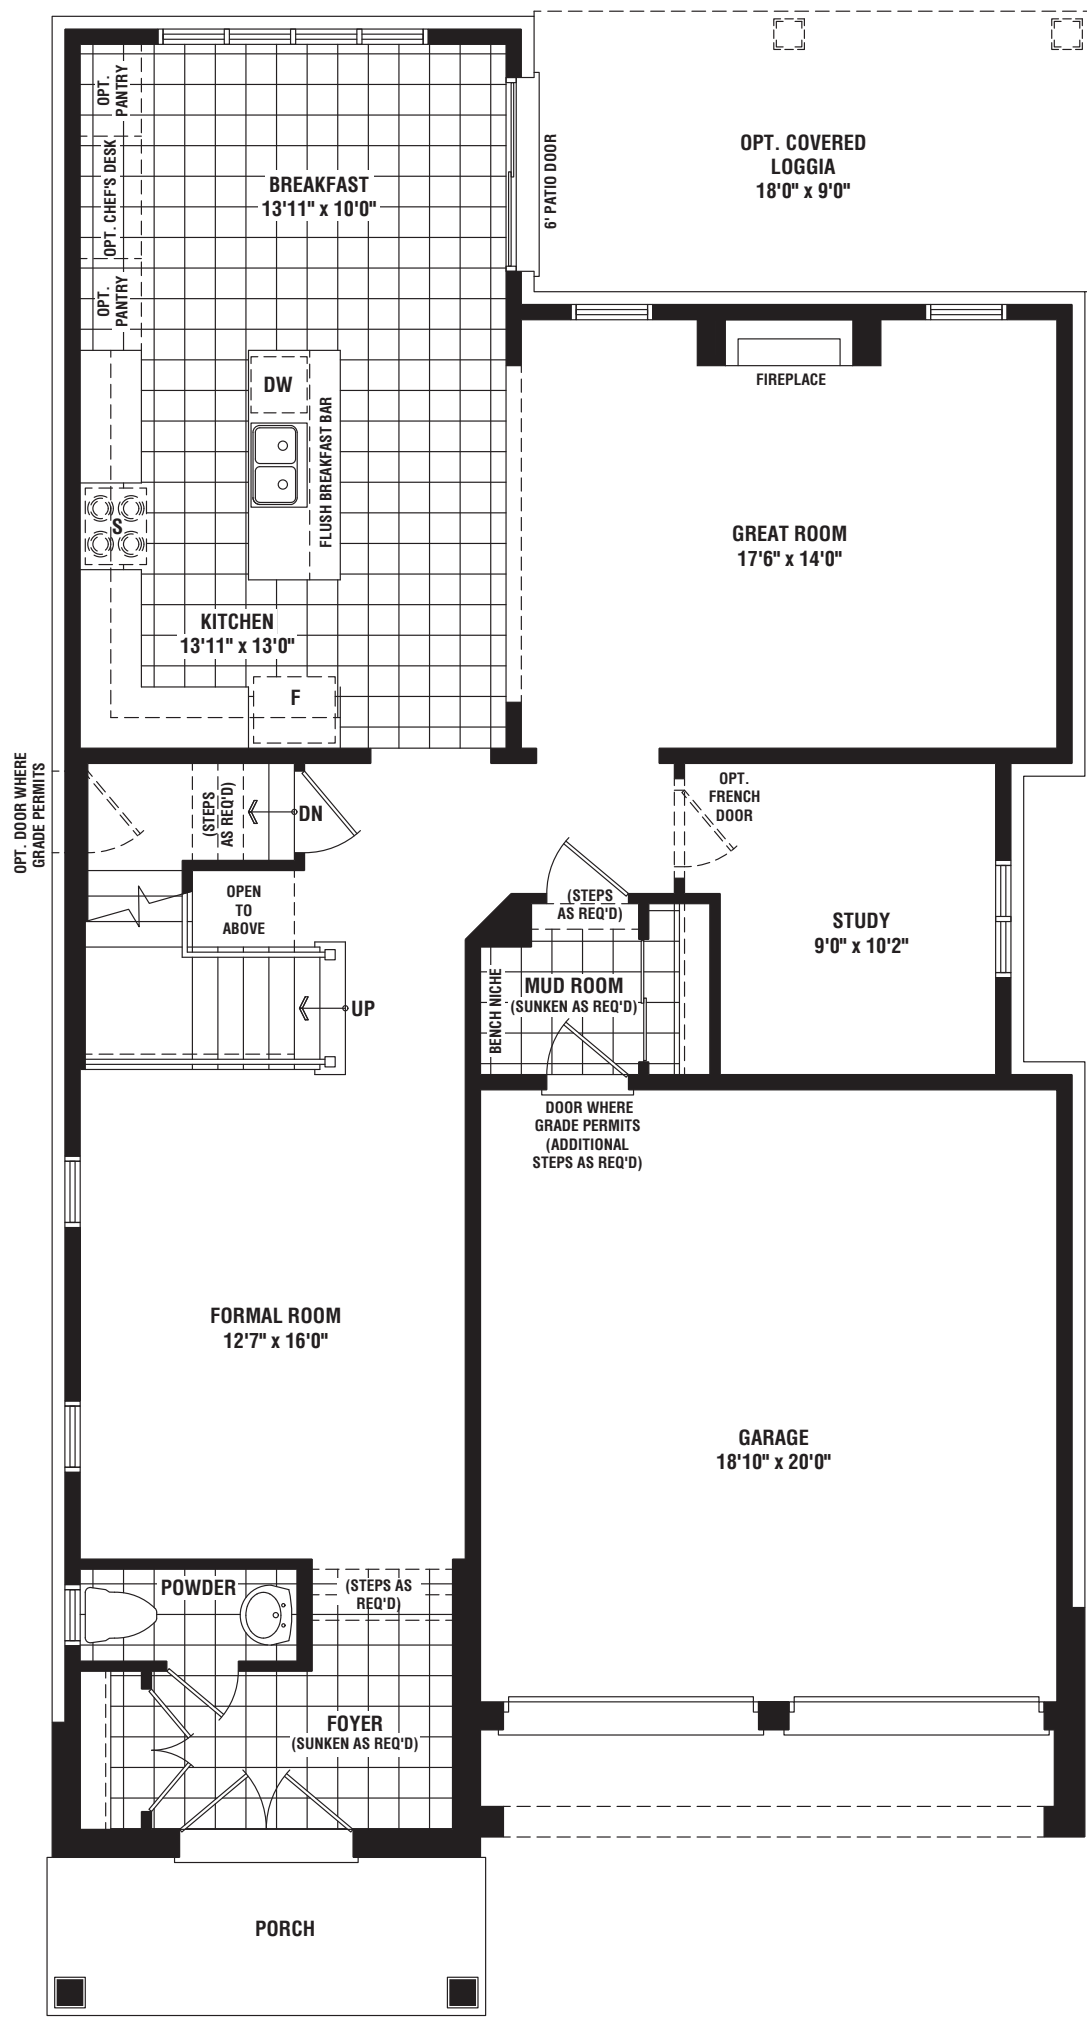 OPT.
PANTRY
OPT. CHEF'S DESK
OPT.
PANTRY
BREAKFAST
13'11" x 10'0"
6' PATIO DOOR
OPT. COVERED
LOGGIA
18'0" x 9'0"
DW
FLUSH BREAKFAST BAR
S
FIREPLACE
GREAT ROOM
17'6" x 14'0"
KITCHEN
13'11" x 13'0"
F
OPT. DOOR WHERE
GRADE PERMITS
(STEPS
AS REQ'D)
DN
OPT.
FRENCH
DOOR
OPEN
TO
ABOVE
(STEPS
AS REQ'D)
STUDY
9'0" x 10'2"
UP
BENCH NICHE
MUD ROOM
(SUNKEN AS REQ'D)
DOOR WHERE
GRADE PERMITS
(ADDITIONAL
STEPS AS REQ'D)
FORMAL ROOM
12'7" x 16'0"
GARAGE
18'10" x 20'0"
POWDER
(STEPS AS
REQ'D)
FOYER
(SUNKEN AS REQ'D)
PORCH